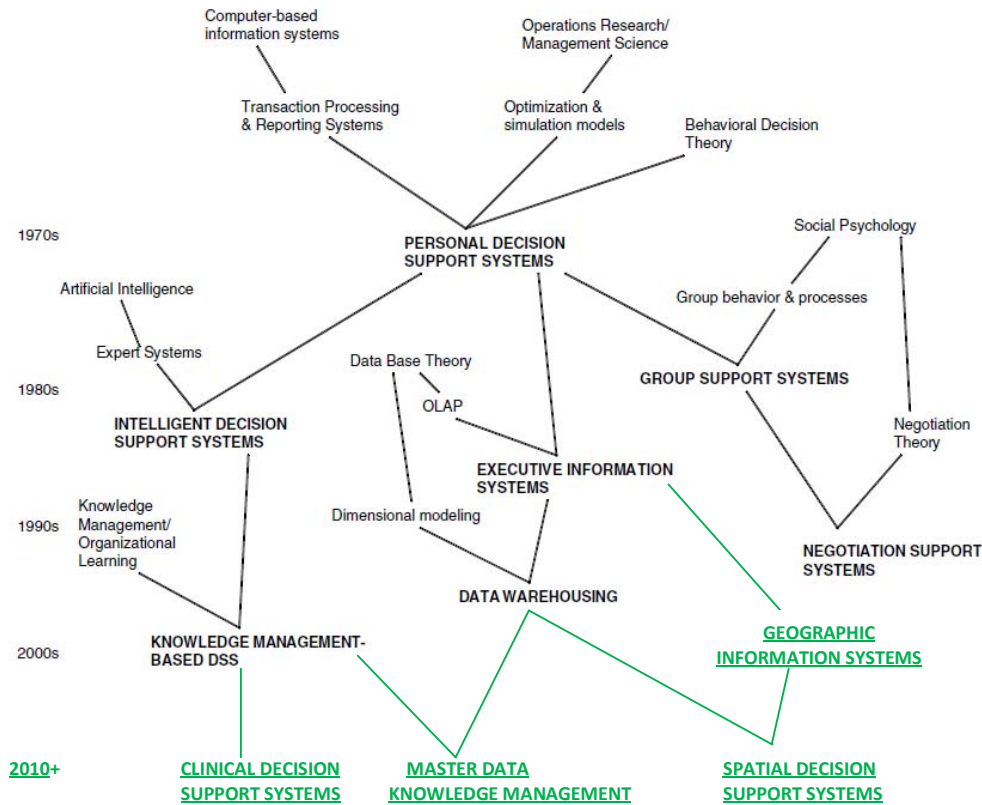 Computer-based
information systems
Operations Research/
Management Science
Transaction Processing
& Reporting Systems
Optimization &
simulation models
Behavioral Decision
Theory
1970s
PERSONAL DECISION
SUPPORT SYSTEMS
Social Psychology
Artificial Intelligence
Group behavior & processes
Expert Systems
Data Base Theory
1980s
GROUP SUPPORT SYSTEMS
INTELLIGENT DECISION
SUPPORT SYSTEMS
OLAP
Negotiation
Theory
EXECUTIVE INFORMATION
SYSTEMS
Knowledge
Management/
Organizational
Learning
1990s
Dimensional modeling
NEGOTIATION SUPPORT
SYSTEMS
DATA WAREHOUSING
2000s
KNOWLEDGE MANAGEMENT-
BASED DSS
GEOGRAPHIC
INFORMATION SYSTEMS
2010+
CLINICAL DECISION
SUPPORT SYSTEMS
MASTER DATA
KNOWLEDGE MANAGEMENT
SPATIAL DECISION
SUPPORT SYSTEMS